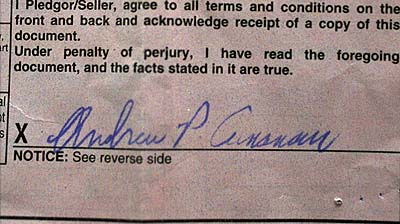 I Pledgor/Seller, agree to all terms and conditions on the
front and back and acknowledge receipt of a copy of this
document.
Under penalty of perjury, I have read the foregoing
document, and the facts stated in it are true.
X Andrew P. Cunanan
NOTICE: See reverse side